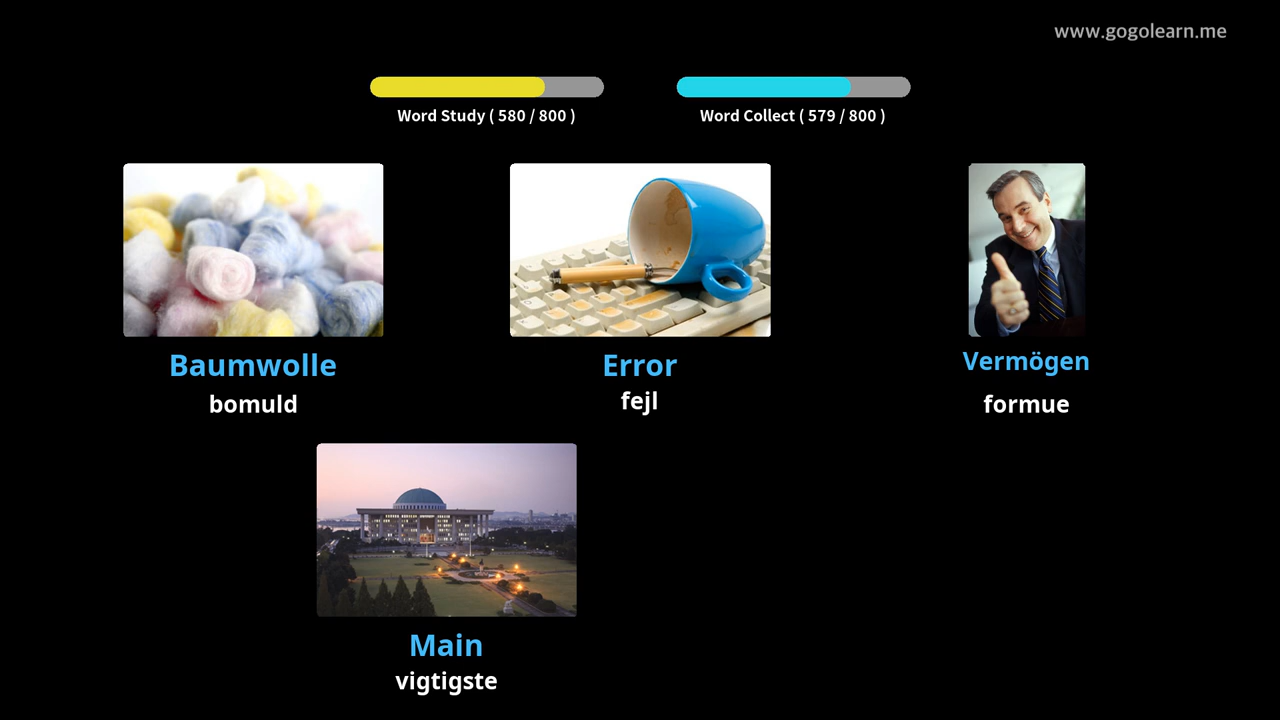 www.gogolearn.me
Word Study ( 580 / 800 )
Word Collect ( 579 / 800 )
Baumwolle
bomuld
Error
fejl
Vermögen
formue
Main
vigtigste